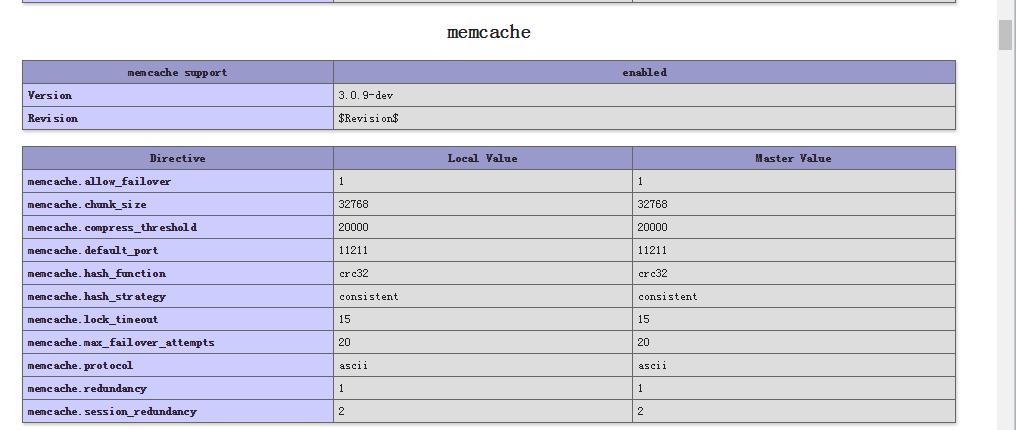 memcache
memcache support enabled
Version 3.0.9-dev
Revision $Revision$
Directive Local Value Master Value
memcache.allow_failover 1 1
memcache.chunk_size 32768 32768
memcache.compress_threshold 20000 20000
memcache.default_port 11211 11211
memcache.hash_function crc32 crc32
memcache.hash_strategy consistent consistent
memcache.lock_timeout 15 15
memcache.max_failover_attempts 20 20
memcache.protocol ascii ascii
memcache.redundancy 1 1
memcache.session_redundancy 2 2